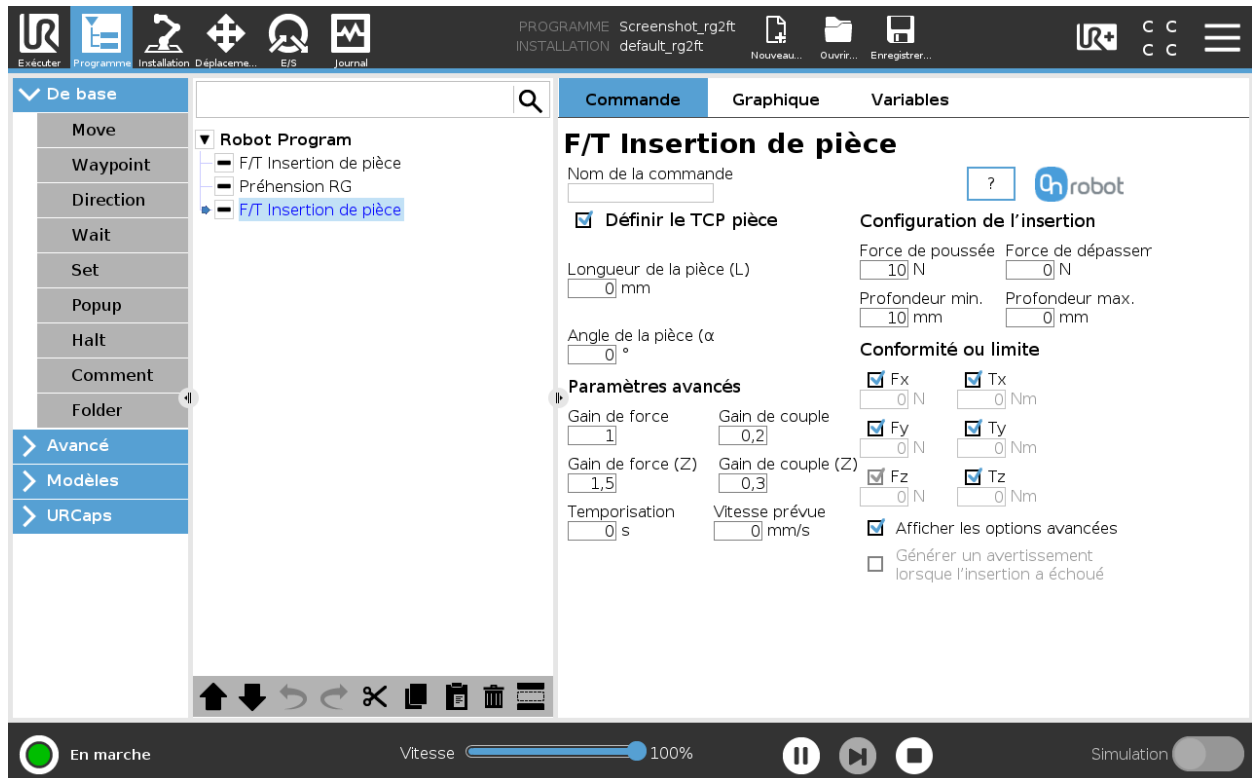 PROGRAMME Screenshot_rg2ft
INSTALLATION default_rg2ft
Exécuter
Programme
Installation
Déplaceme...
E/S
Journal
Nouveau...
Ouvrir...
Enregistrer...
UR
UR+
C C
C C
De base
Move
Waypoint
Direction
Wait
Set
Popup
Halt
Comment
Folder
Avancé
Modèles
URCaps
Robot Program
F/T Insertion de pièce
Préhension RG
F/T Insertion de pièce
Commande Graphique Variables
F/T Insertion de pièce
Nom de la commande
? On robot
Définir le TCP pièce
Longueur de la pièce (L)
0 mm
Angle de la pièce (α
0 °
Paramètres avancés
Gain de force Gain de couple
1 0,2
Gain de force (Z) Gain de couple (Z)
1,5 0,3
Temporisation Vitesse prévue
0 s 0 mm/s
Configuration de l'insertion
Force de poussée Force de dépassem
10 N 0 N
Profondeur min. Profondeur max.
10 mm 0 mm
Conformité ou limite
Fx Tx
0 N 0 Nm
Fy Ty
0 N 0 Nm
Fz Tz
0 N 0 Nm
Afficher les options avancées
Générer un avertissement
lorsque l'insertion a échoué
En marche
Vitesse 100%
Simulation